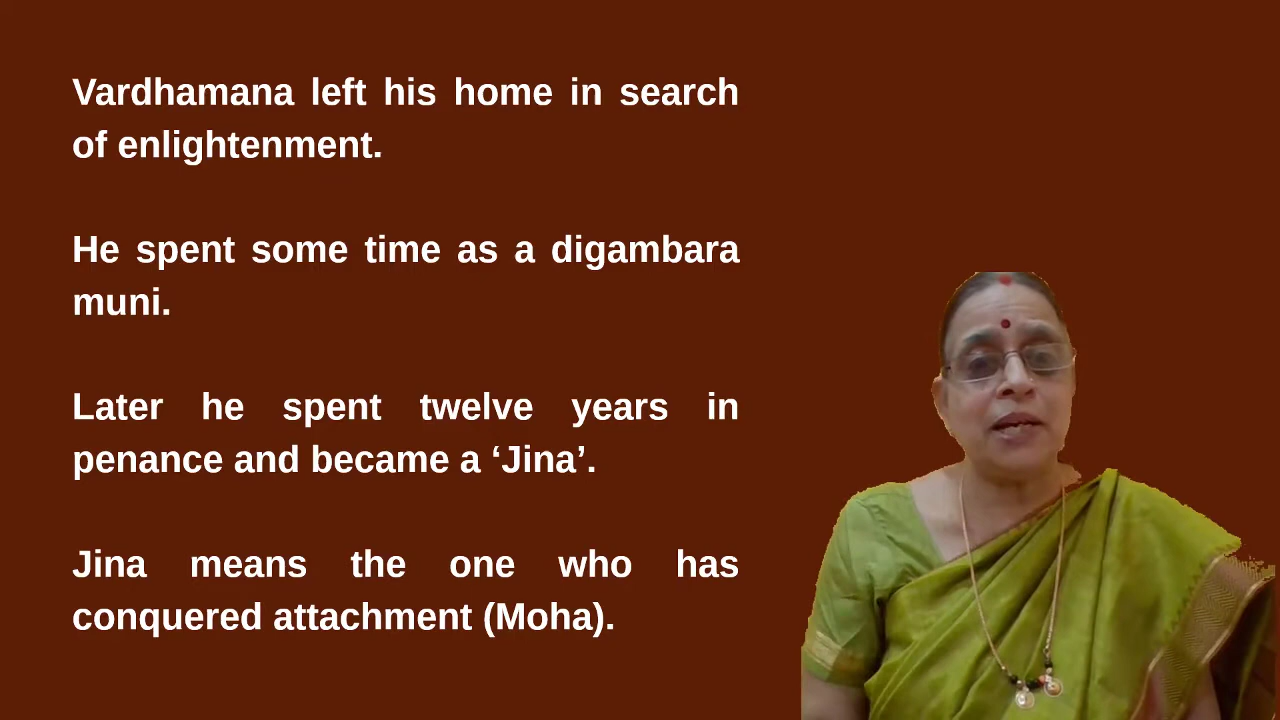 Vardhamana left his home in search
of enlightenment.
He spent some time as a digambara
muni.
Later he spent twelve years in
penance and became a ‘Jina’.
Jina means the one who has
conquered attachment (Moha).